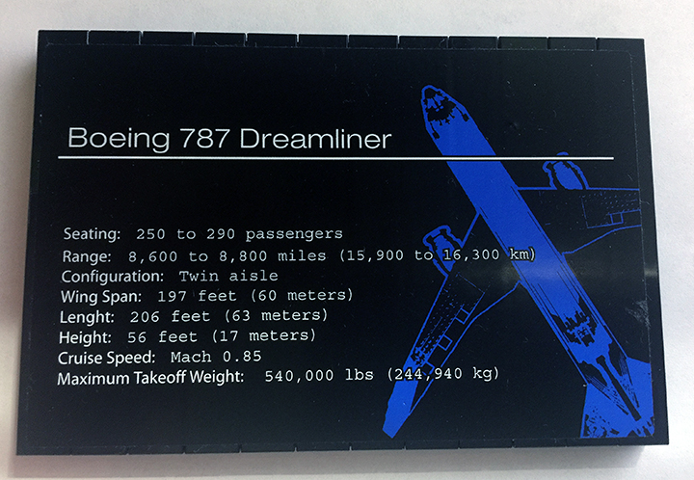 Boeing 787 Dreamliner
Seating: 250 to 290 passengers
Range: 8,600 to 8,800 miles (15,900 to 16,300 km)
Configuration: Twin aisle
Wing Span: 197 feet (60 meters)
Lenght: 206 feet (63 meters)
Height: 56 feet (17 meters)
Cruise Speed: Mach 0.85
Maximum Takeoff Weight: 540,000 lbs (244,940 kg)